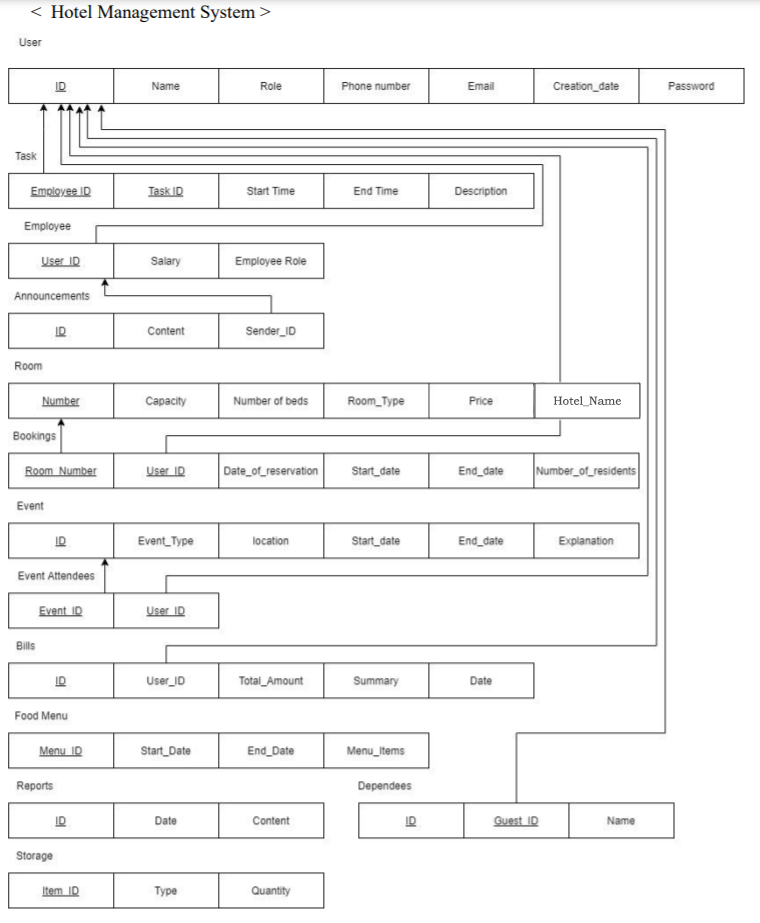 < Hotel Management System >
User
ID Name Role Phone number Email Creation_date Password
Task
Employee ID Task ID Start Time End Time Description
Employee
User_ID Salary Employee Role
Announcements
ID Content Sender_ID
Room
Number Capacity Number of beds Room_Type Price Hotel_Name
Bookings
Room_Number User_ID Date_of_reservation Start_date End_date Number_of_residents
Event
ID Event_Type location Start_date End_date Explanation
Event Attendees
Event_ID User_ID
Bills
ID User_ID Total_Amount Summary Date
Food Menu
Menu_ID Start_Date End_Date Menu_Items
Reports Dependees
ID Date Content ID Guest_ID Name
Storage
Item_ID Type Quantity